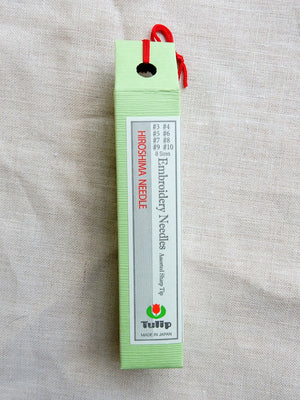 #3 #4
#5 #6
#7 #8
#9 #10
8 Sizes
Embroidery Needles Assorted Sharp Tip
HIROSHIMA NEEDLE
Tulip
MADE IN JAPAN